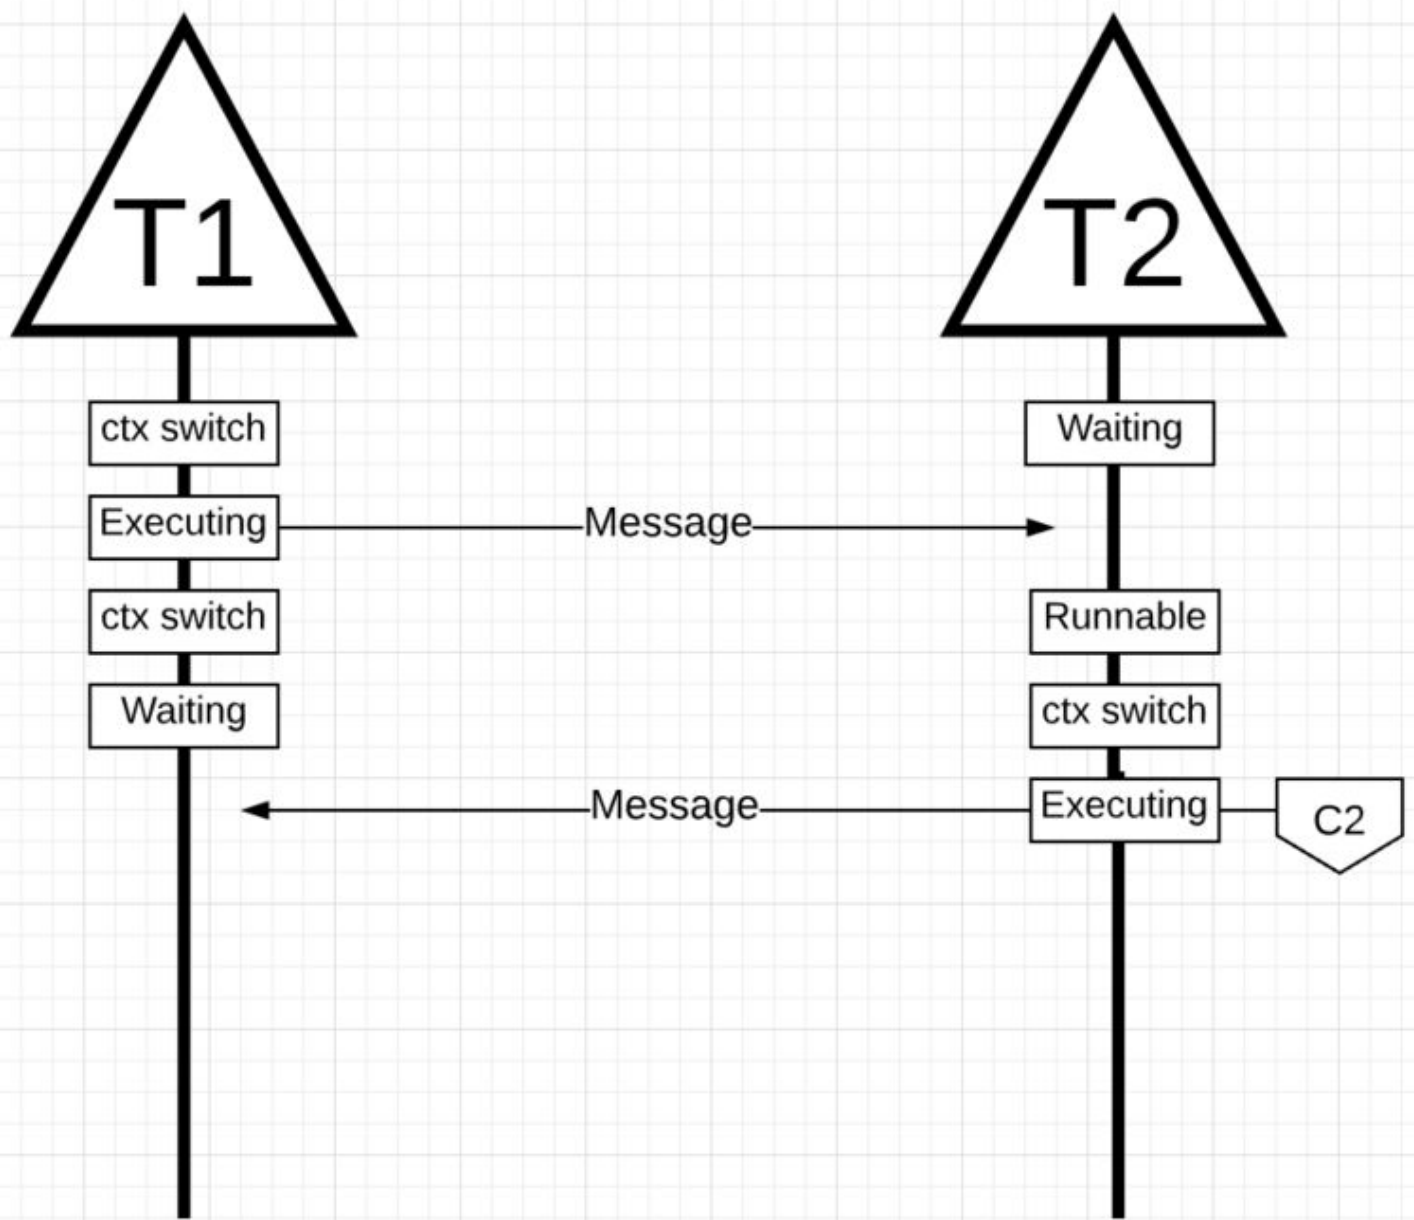 T1
T2
ctx switch
Waiting
Executing
Message
ctx switch
Runnable
Waiting
ctx switch
Message
Executing
C2